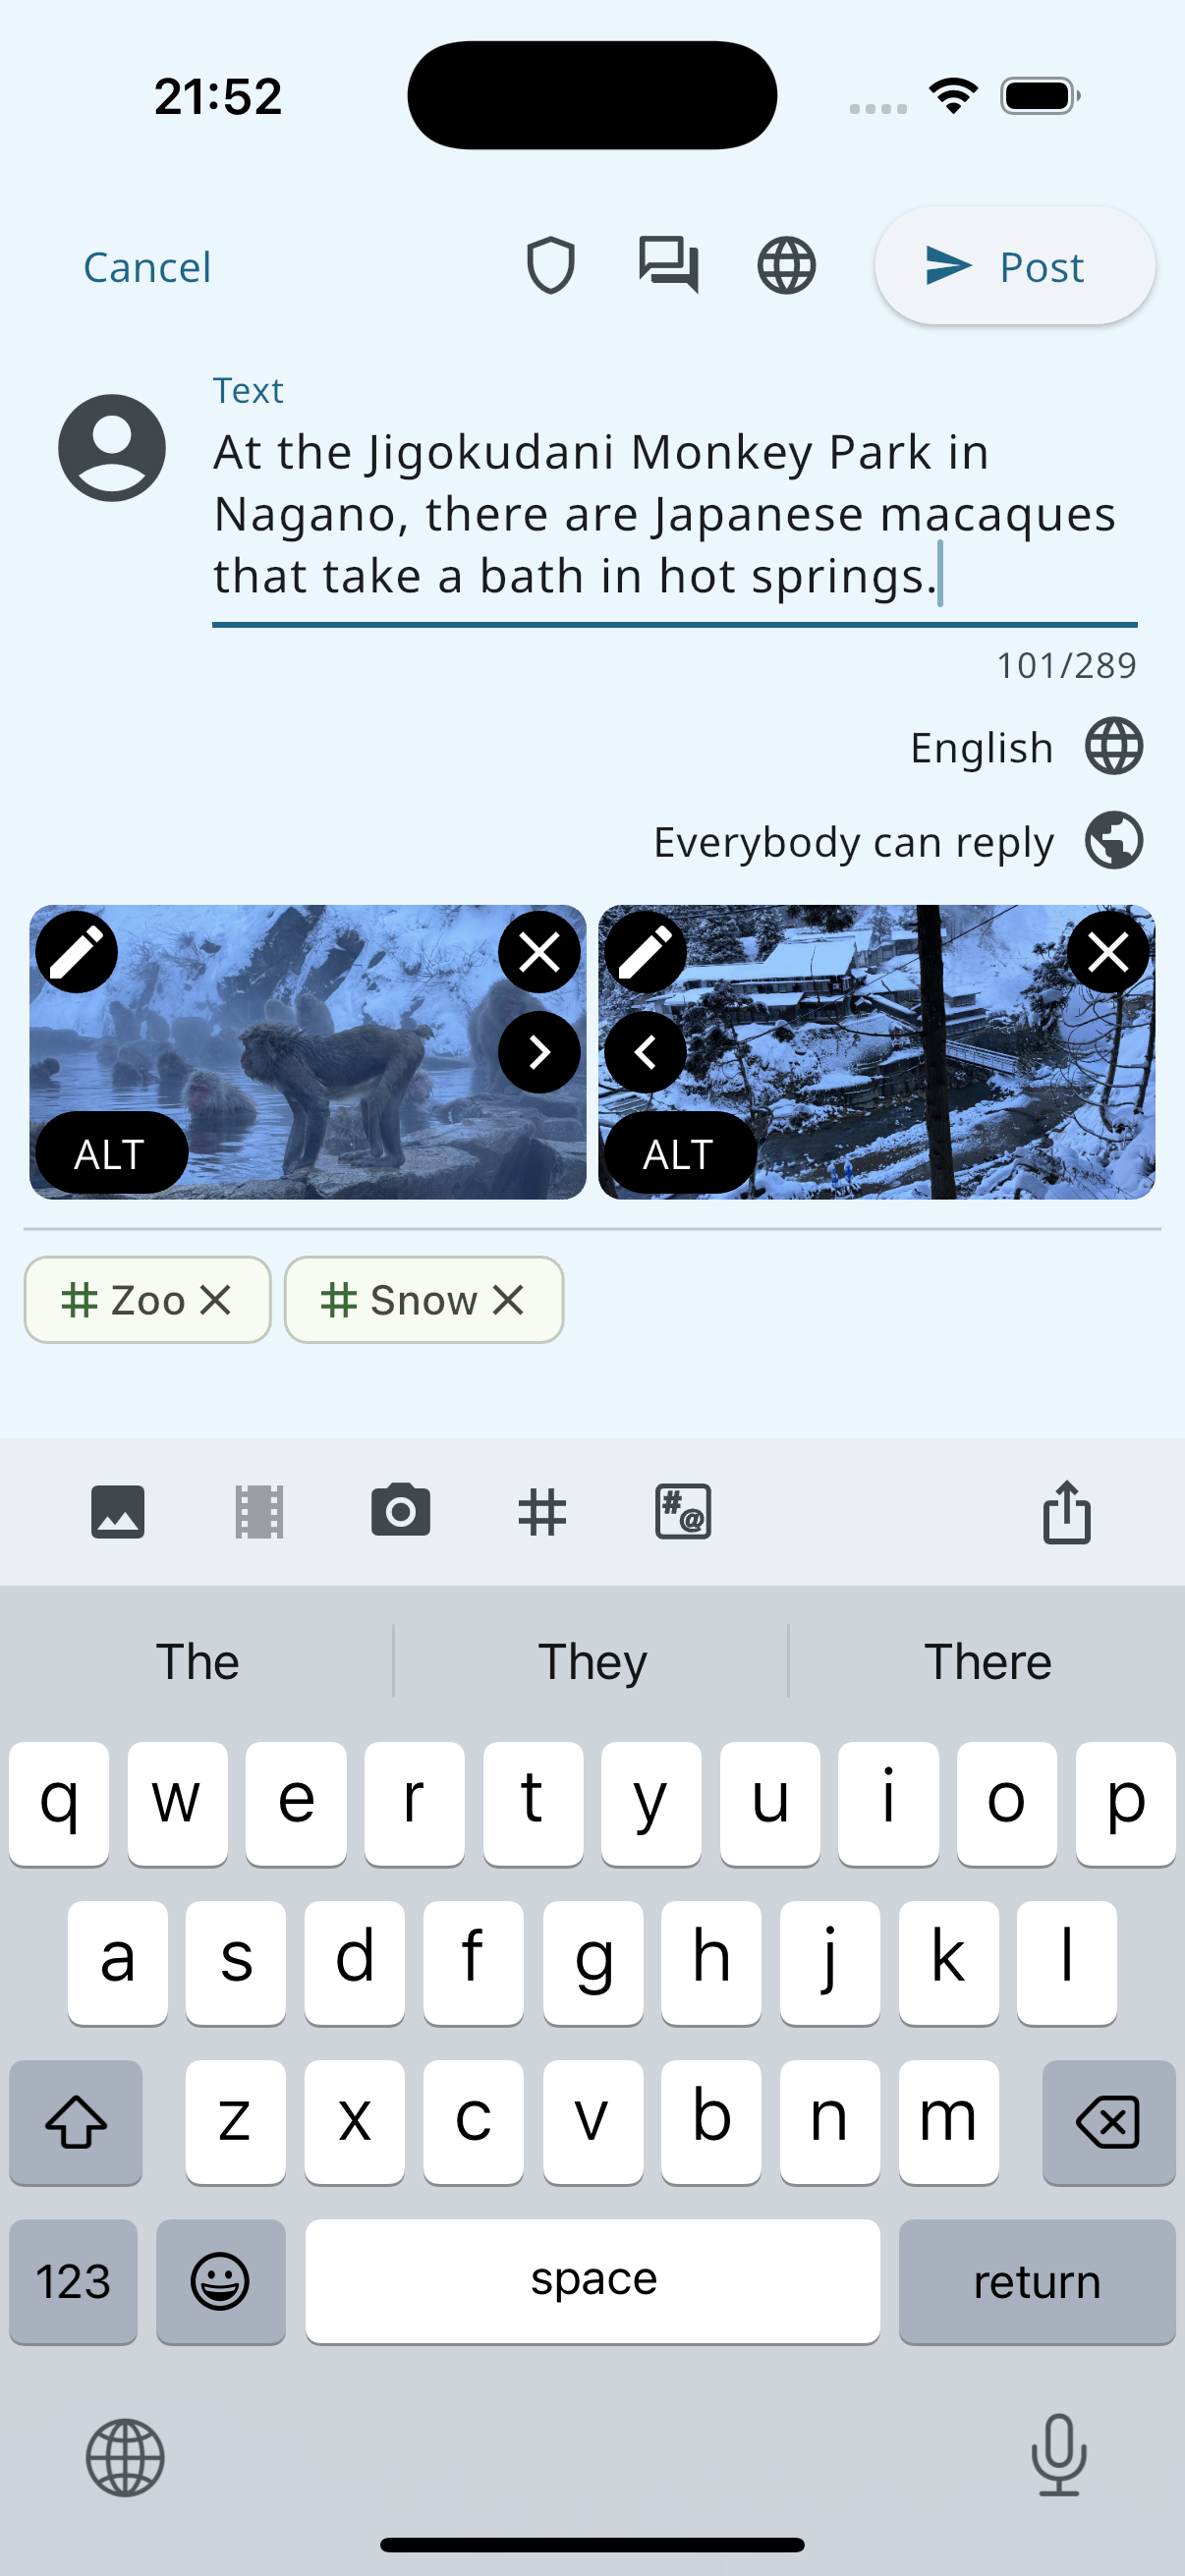 21:52
Cancel
Post
Text
At the Jigokudani Monkey Park in
Nagano, there are Japanese macaques
that take a bath in hot springs.
101/289
English
Everybody can reply
ALT
ALT
# Zoo
# Snow
#@
The
They
There
q w e r t y u i o p
a s d f g h j k l
z x c v b n m
123
space
return